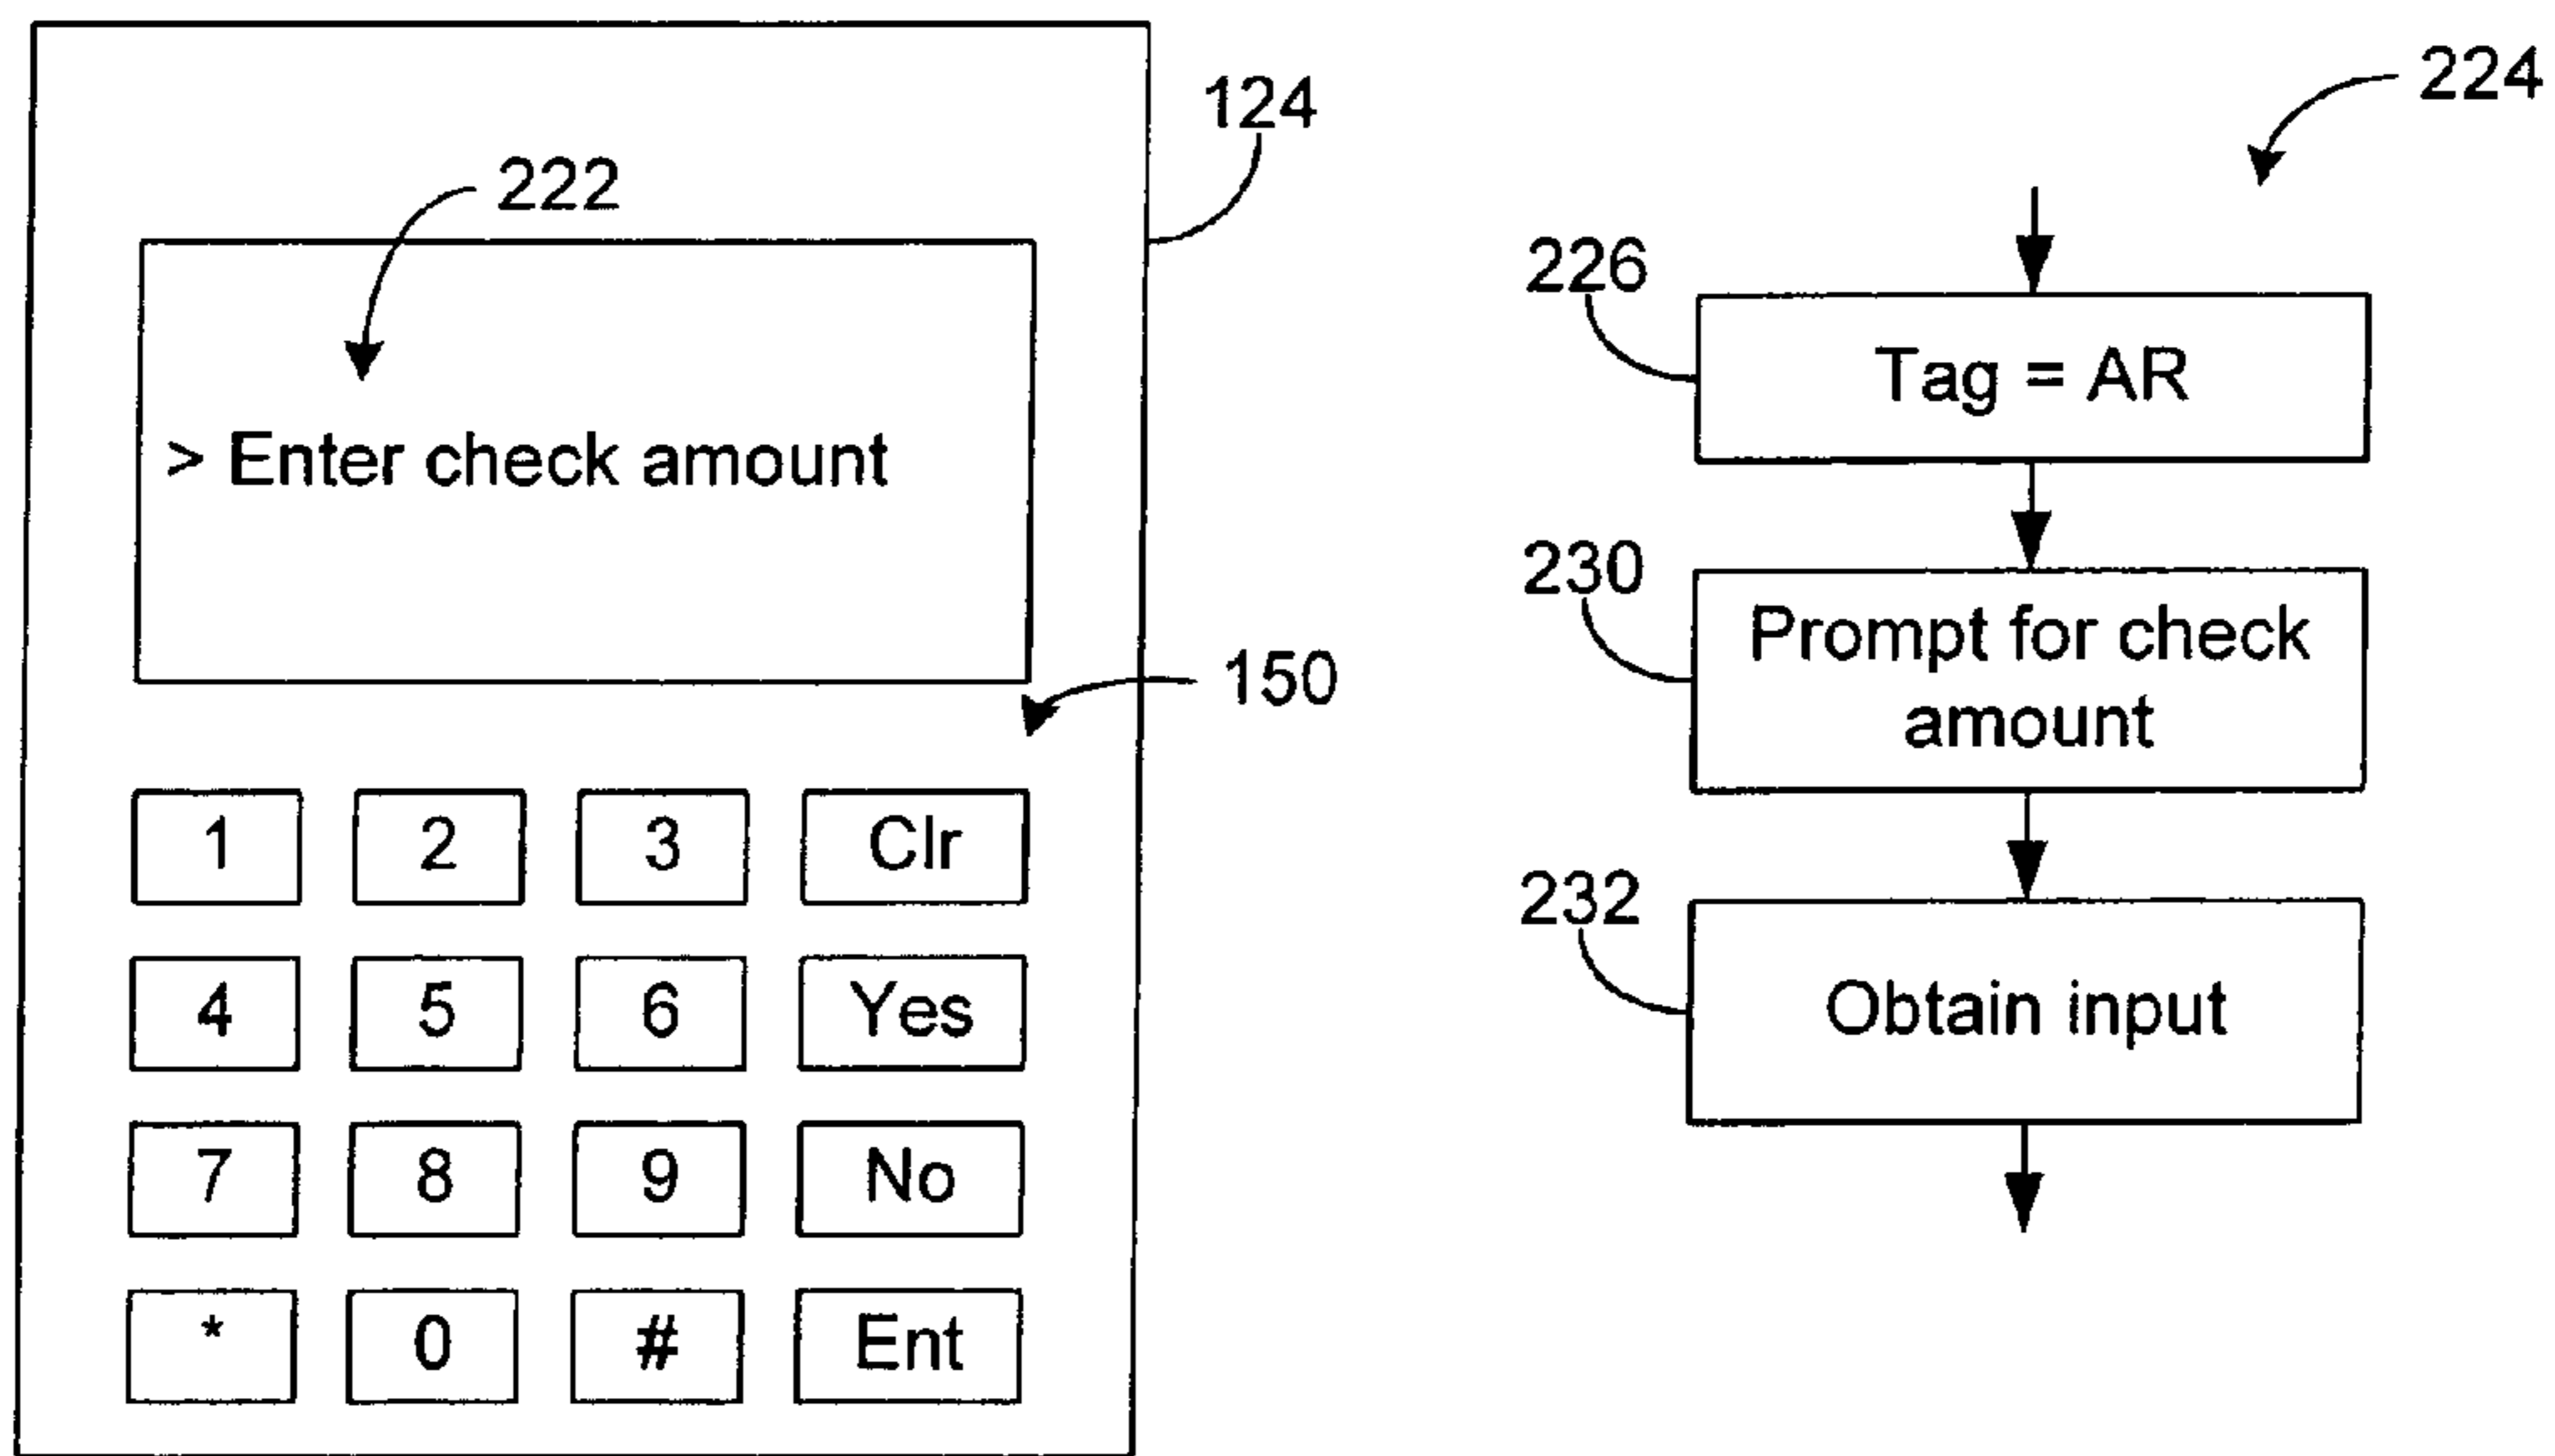 124
222
> Enter check amount
150
1 2 3 Clr
4 5 6 Yes
7 8 9 No
* 0 # Ent
224
226
Tag = AR
230
Prompt for check
amount
232
Obtain input